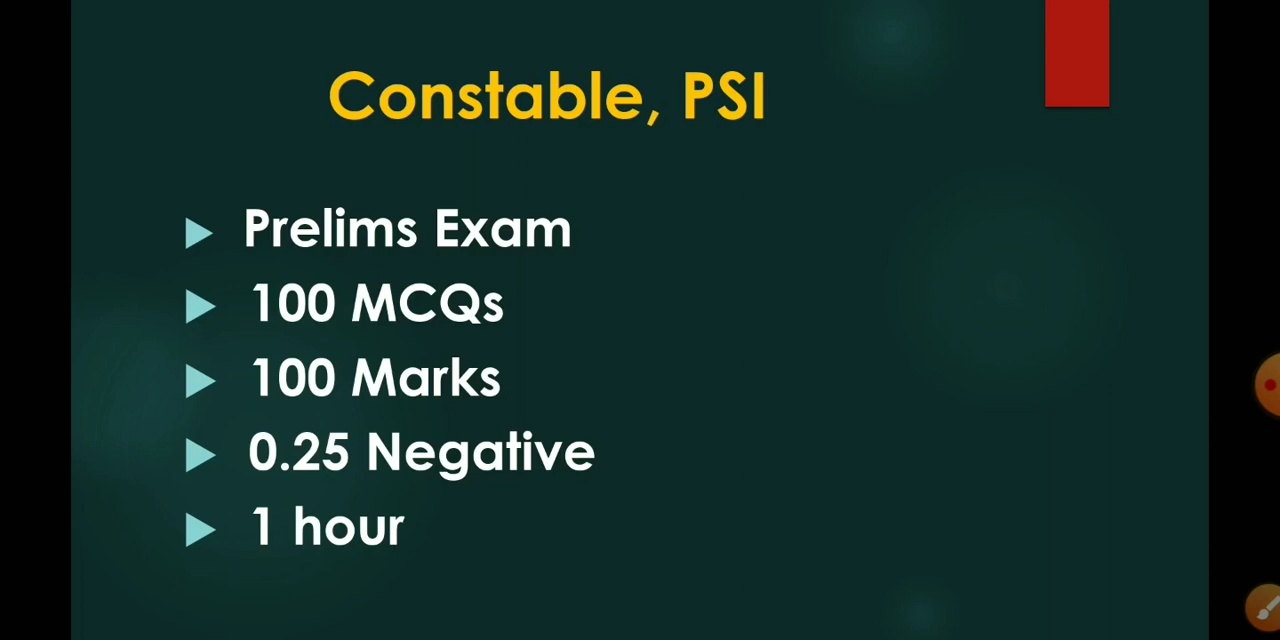 Constable, PSI
Prelims Exam
100 MCQs
100 Marks
0.25 Negative
1 hour